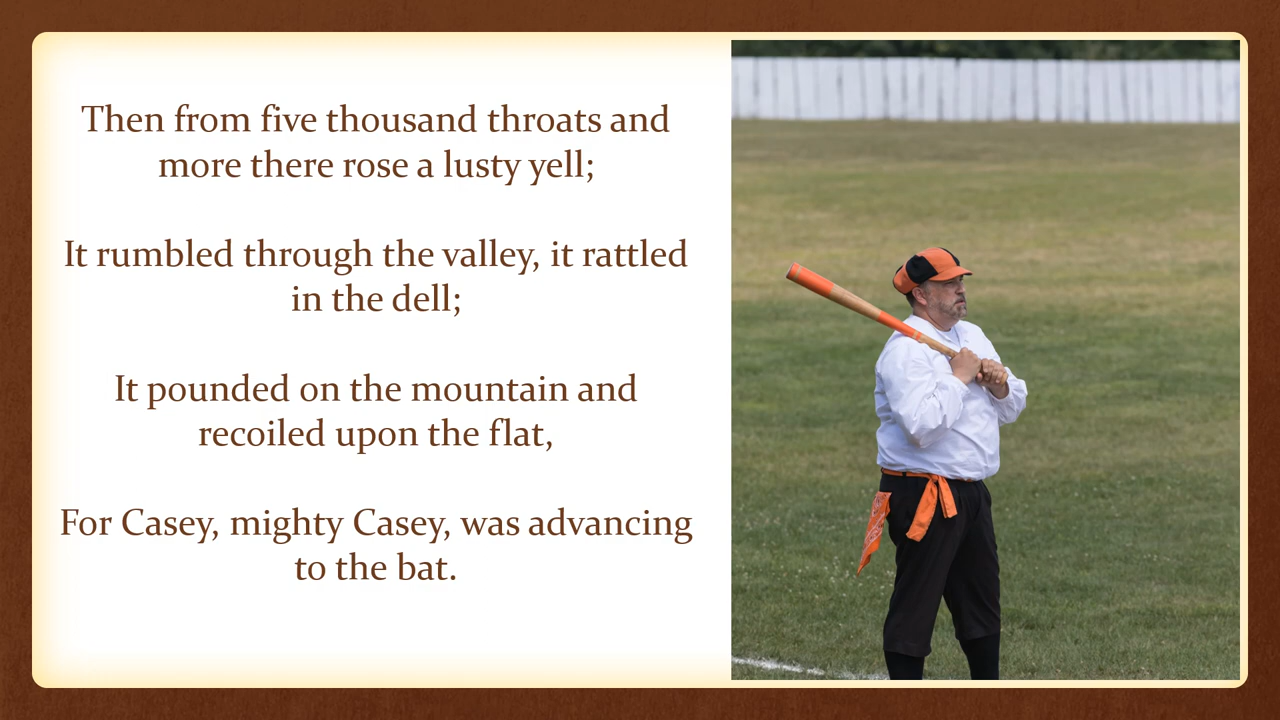 Then from five thousand throats and
more there rose a lusty yell;
It rumbled through the valley, it rattled
in the dell;
It pounded on the mountain and
recoiled upon the flat,
For Casey, mighty Casey, was advancing
to the bat.